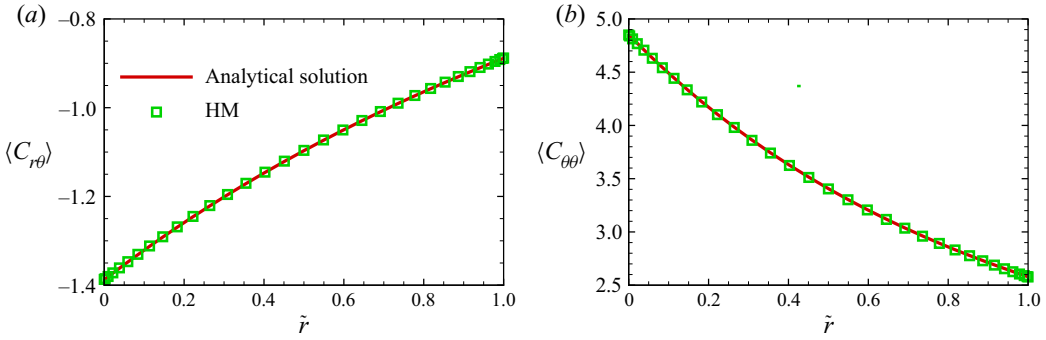 (a)
−0.8
−1.0
−1.2
−1.4
⟨C_rθ⟩
Analytical solution
HM
0 0.2 0.4 0.6 0.8 1.0
r̃
(b)
5.0
4.5
4.0
3.5
3.0
2.5
⟨C_θθ⟩
0 0.2 0.4 0.6 0.8 1.0
r̃